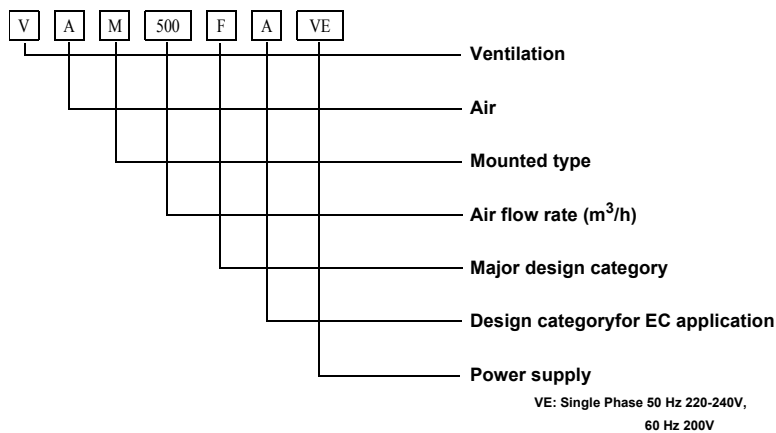 V A M 500 F A VE
Ventilation
Air
Mounted type
Air flow rate (m³/h)
Major design category
Design categoryfor EC application
Power supply
VE: Single Phase 50 Hz 220-240V,
60 Hz 200V